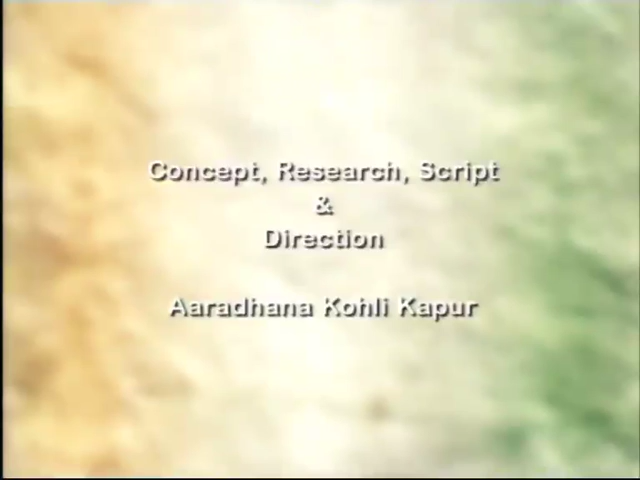 Concept, Research, Script
&
Direction
Aaradhana Kohli Kapur